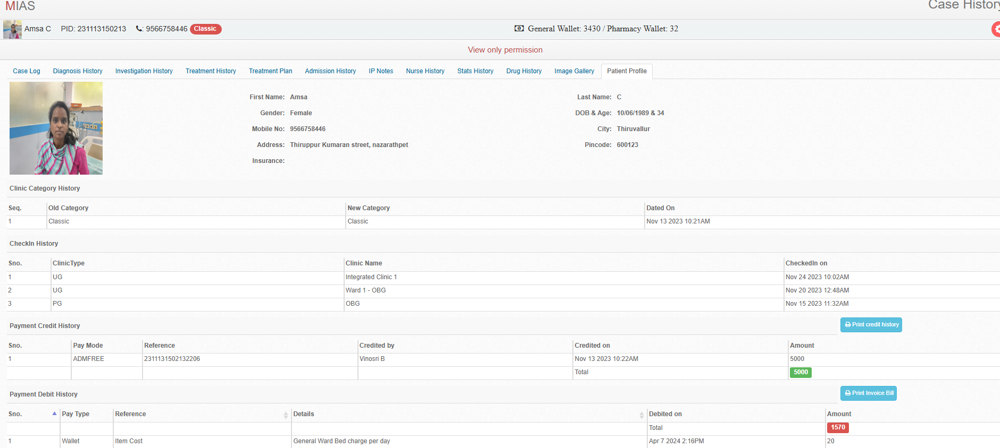 MIAS
Case History
Amsa C PID: 231113150213 : 9566758446 Classic
General Wallet: 3430 / Pharmacy Wallet: 32
View only permission
Case Log Diagnosis History Investigation History Treatment History Treatment Plan Admission History IP Notes Nurse History Stats History Drug History Image Gallery Patient Profile
First Name: Amsa Last Name: C
Gender: Female DOB & Age: 10/06/1989 & 34
Mobile No: 9566758446 City: Thiruvallur
Address: Thiruppur Kumaran street, nazarathpet Pincode: 600123
Insurance:
Clinic Category History
Seq. Old Category New Category Dated On
1 Classic Classic Nov 13 2023 10:21AM
CheckIn History
Sno. ClinicType Clinic Name CheckedIn on
1 UG Integrated Clinic 1 Nov 24 2023 10:02AM
2 UG Ward 1 - OBG Nov 20 2023 12:48AM
3 PG OBG Nov 15 2023 11:32AM
Payment Credit History Print credit history
Sno. Pay Mode Reference Credited by Credited on Amount
1 ADMFREE 2311131502132206 Vinosri B Nov 13 2023 10:22AM 5000
Total 5000
Payment Debit History Print Invoice Bill
Sno. Pay Type Reference Details Debited on Amount
Total 1570
1 Wallet Item Cost General Ward Bed charge per day Apr 7 2024 2:16PM 20